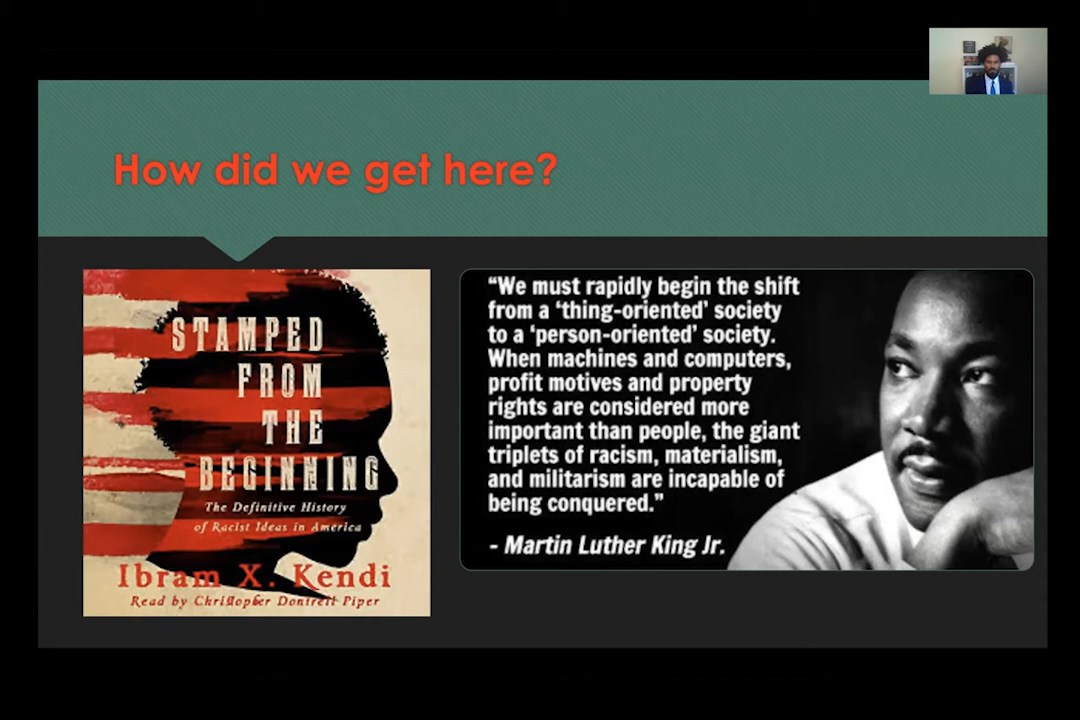 How did we get here?
STAMPED
FROM
THE
BEGINNING
The Definitive History
of Racist Ideas in America
Ibram X. Kendi
Read by Christopher Dontrell Piper
“We must rapidly begin the shift
from a ‘thing-oriented’ society
to a ‘person-oriented’ society.
When machines and computers,
profit motives and property
rights are considered more
important than people, the giant
triplets of racism, materialism,
and militarism are incapable of
being conquered.”
- Martin Luther King Jr.